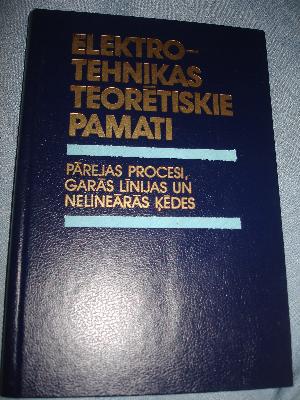 ELEKTRO-
TEHNIKAS
TEORĒTISKIE
PAMATI
PĀREJAS PROCESI,
GARĀS LĪNIJAS UN
NELINEĀRĀS ĶĒDES